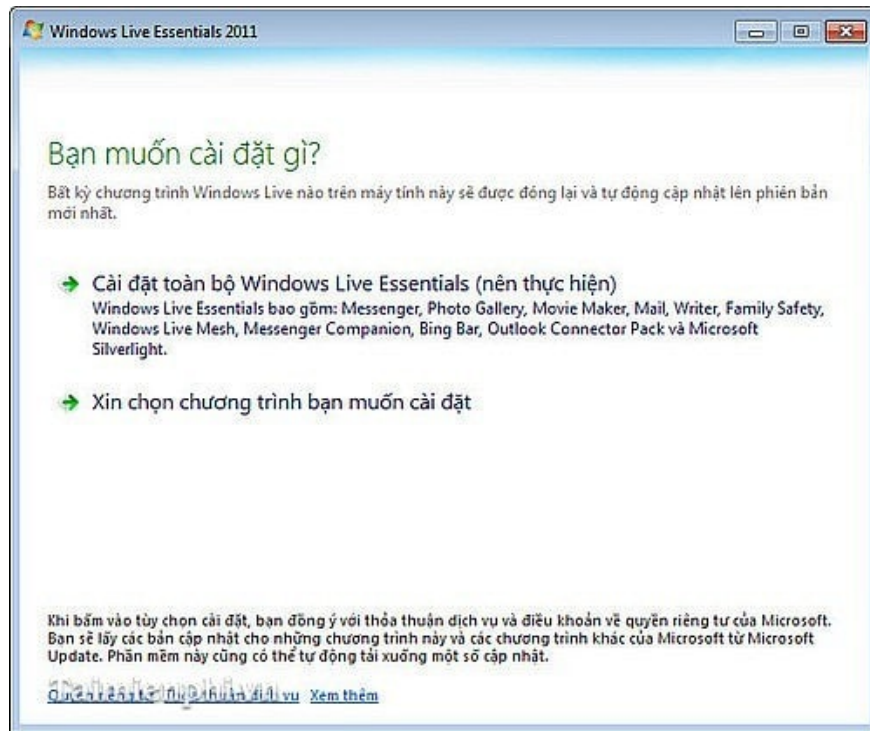 Windows Live Essentials 2011
Bạn muốn cài đặt gì?
Bất kỳ chương trình Windows Live nào trên máy tính này sẽ được đóng lại và tự động cập nhật lên phiên bản
mới nhất.
Cài đặt toàn bộ Windows Live Essentials (nên thực hiện)
Windows Live Essentials bao gồm: Messenger, Photo Gallery, Movie Maker, Mail, Writer, Family Safety,
Windows Live Mesh, Messenger Companion, Bing Bar, Outlook Connector Pack và Microsoft
Silverlight.
Xin chọn chương trình bạn muốn cài đặt
Khi bấm vào tùy chọn cài đặt, bạn đồng ý với thỏa thuận dịch vụ và điều khoản về quyền riêng tư của Microsoft.
Bạn sẽ lấy các bản cập nhật cho những chương trình này và các chương trình khác của Microsoft từ Microsoft
Update. Phần mềm này cũng có thể tự động tải xuống một số cập nhật.
vụ Xem thêm